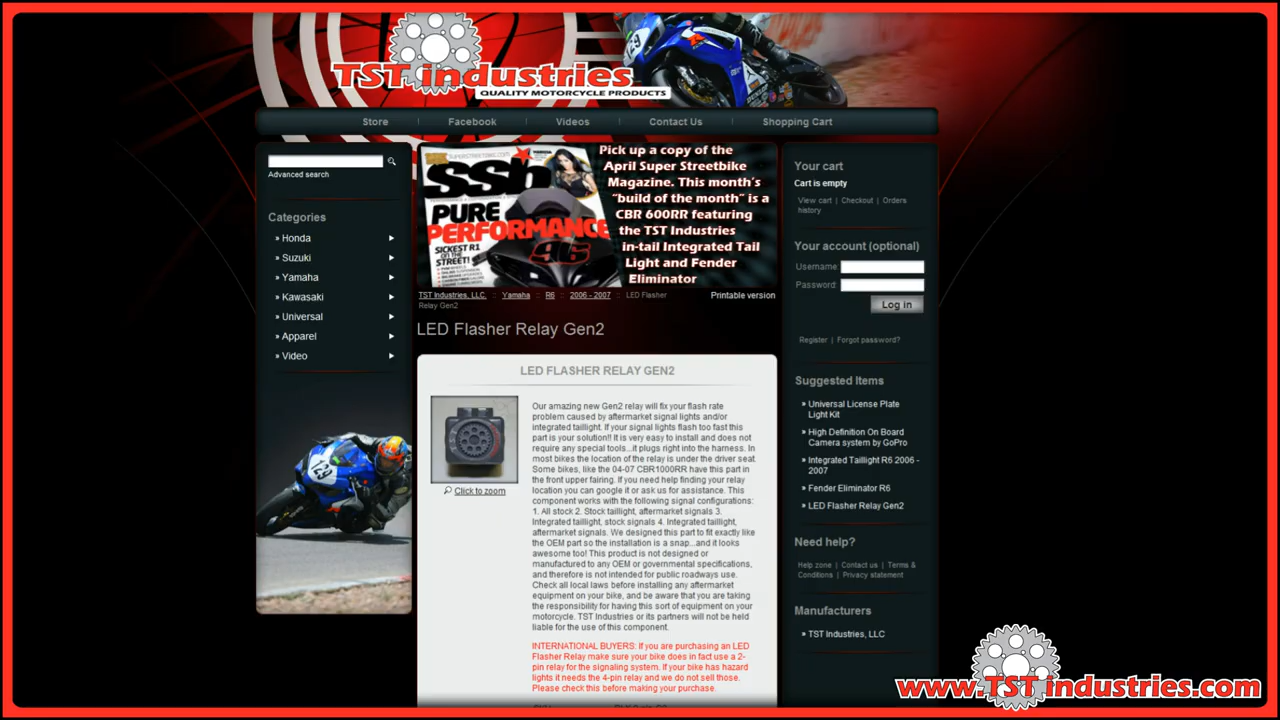 TST industries
QUALITY MOTORCYCLE PRODUCTS
Store
Facebook
Videos
Contact Us
Shopping Cart
Advanced search
Categories
» Honda
» Suzuki
» Yamaha
» Kawasaki
» Universal
» Apparel
» Video
ssb
PURE
PERFORMANCE
SICKEST R1
ON THE
STREET!
96
Pick up a copy of the
April Super Streetbike
Magazine. This month's
"build of the month" is a
CBR 600RR featuring
the TST Industries
in-tail Integrated Tail
Light and Fender
Eliminator
TST Industries, LLC. :: Yamaha :: R6 :: 2006 - 2007 :: LED Flasher
Relay Gen2
Printable version
LED Flasher Relay Gen2
LED FLASHER RELAY GEN2
Click to zoom
Our amazing new Gen2 relay will fix your flash rate
problem caused by aftermarket signal lights and/or
integrated taillight. If your signal lights flash too fast this
part is your solution!! It is very easy to install and does not
require any special tools...it plugs right into the harness. In
most bikes the location of the relay is under the driver seat.
Some bikes, like the 04-07 CBR1000RR have this part in
the front upper fairing. If you need help finding your relay
location you can google it or ask us for assistance. This
component works with the following signal configurations:
1. All stock 2. Stock taillight, aftermarket signals 3.
Integrated taillight, stock signals 4. Integrated taillight,
aftermarket signals. We designed this part to fit exactly like
the OEM part so the installation is a snap...and it looks
awesome too! This product is not designed or
manufactured to any OEM or governmental specifications,
and therefore is not intended for public roadways use.
Check all local laws before installing any aftermarket
equipment on your bike, and be aware that you are taking
the responsibility for having this sort of equipment on your
motorcycle. TST Industries or its partners will not be held
liable for the use of this component.
INTERNATIONAL BUYERS: If you are purchasing an LED
Flasher Relay make sure your bike does in fact use a 2-
pin relay for the signaling system. If your bike has hazard
lights it needs the 4-pin relay and we do not sell those.
Please check this before making your purchase.
Your cart
Cart is empty
View cart | Checkout | Orders
history
Your account (optional)
Username:
Password:
Log in
Register | Forgot password?
Suggested Items
» Universal License Plate
Light Kit
» High Definition On Board
Camera system by GoPro
» Integrated Taillight R6 2006 -
2007
» Fender Eliminator R6
» LED Flasher Relay Gen2
Need help?
Help zone | Contact us | Terms &
Conditions | Privacy statement
Manufacturers
» TST Industries, LLC
www.TST industries.com